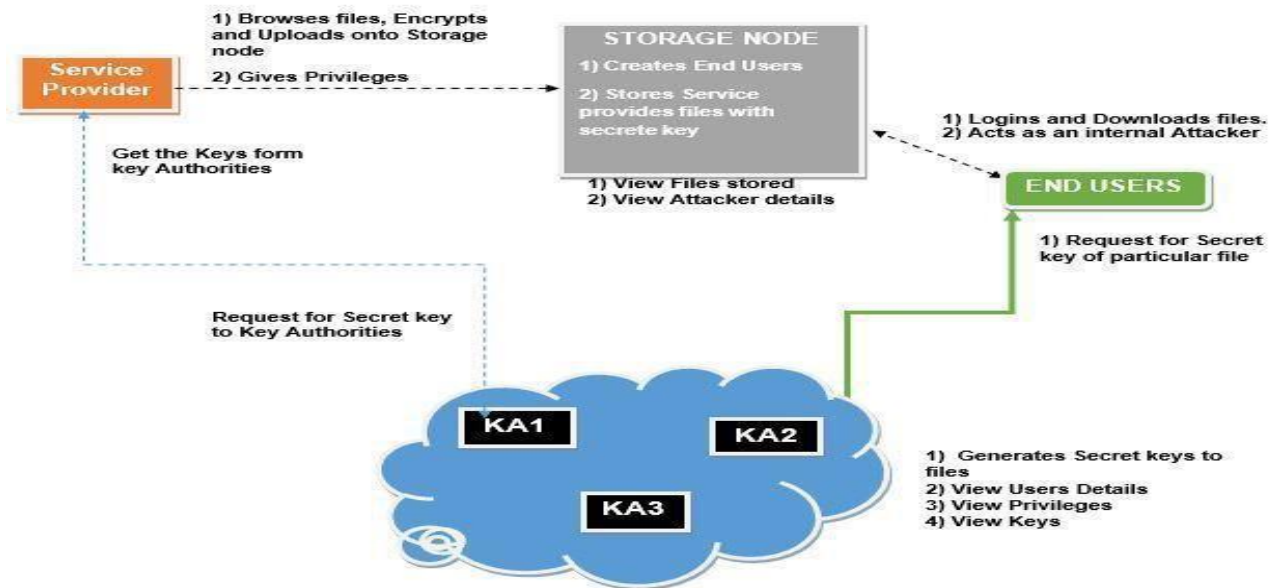 1) Browses files, Encrypts
and Uploads onto Storage
node
2) Gives Privileges
Service
Provider
STORAGE NODE
1) Creates End Users
2) Stores Service
provides files with
secrete key
1) View Files stored
2) View Attacker details
1) Logins and Downloads files.
2) Acts as an internal Attacker
END USERS
Get the Keys form
key Authorities
1) Request for Secret
key of particular file
Request for Secret key
to Key Authorities
KA1
KA2
KA3
1) Generates Secret keys to
files
2) View Users Details
3) View Privileges
4) View Keys